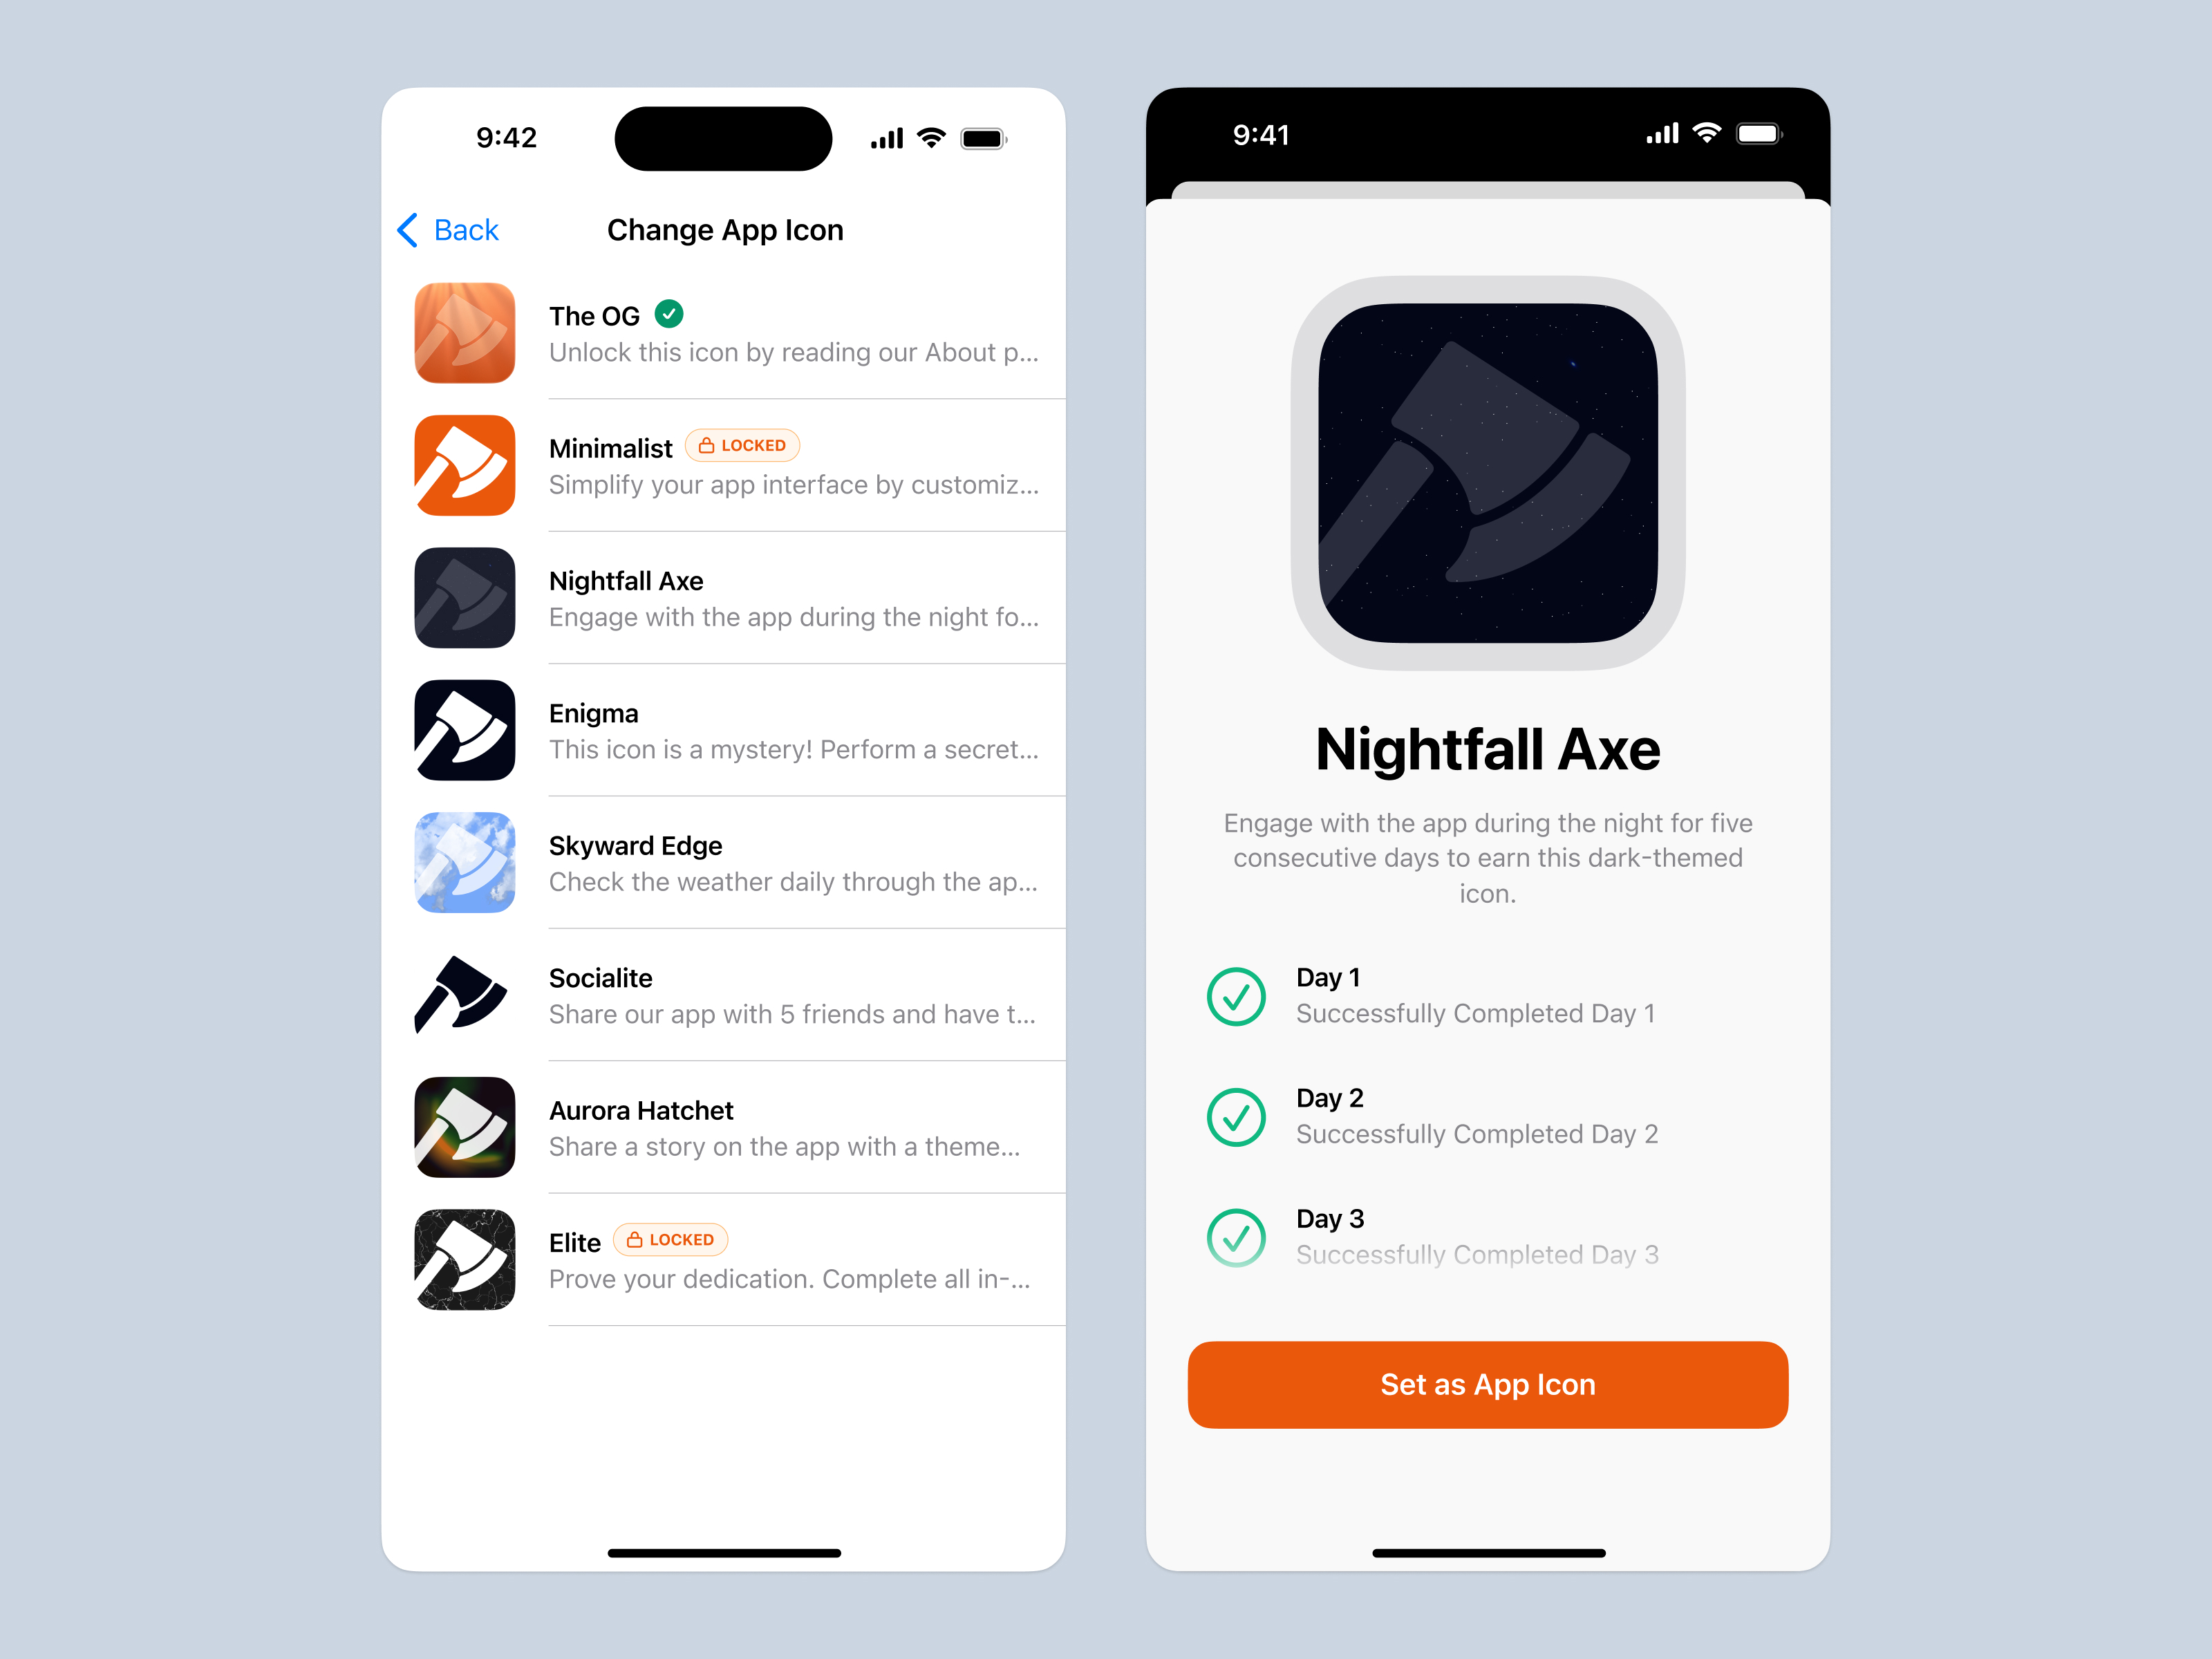 9:42
Back
Change App Icon
The OG
Unlock this icon by reading our About p...
Minimalist
LOCKED
Simplify your app interface by customiz...
Nightfall Axe
Engage with the app during the night fo...
Enigma
This icon is a mystery! Perform a secret...
Skyward Edge
Check the weather daily through the ap...
Socialite
Share our app with 5 friends and have t...
Aurora Hatchet
Share a story on the app with a theme...
Elite
LOCKED
Prove your dedication. Complete all in-...
9:41
Nightfall Axe
Engage with the app during the night for five
consecutive days to earn this dark-themed
icon.
Day 1
Successfully Completed Day 1
Day 2
Successfully Completed Day 2
Day 3
Successfully Completed Day 3
Set as App Icon